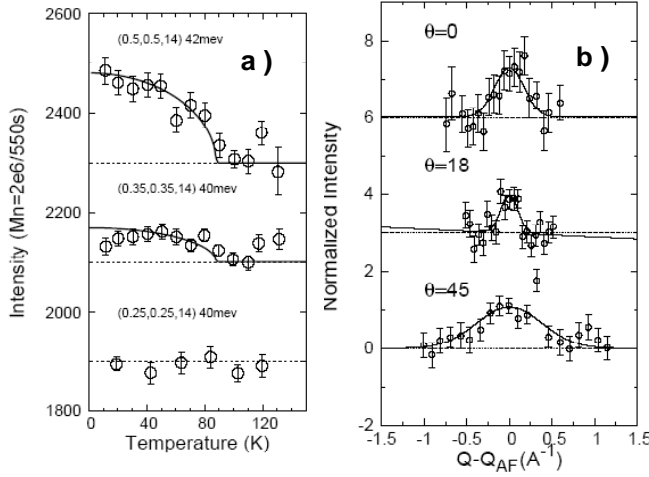 a )
(0.5,0.5,14) 42mev
(0.35,0.35,14) 40mev
(0.25,0.25,14) 40mev
2600
2400
2200
2000
1800
0 40 80 120
Temperature (K)
Intensity (Mn=2e6/550s)
b )
θ=0
θ=18
θ=45
8
6
4
2
0
-2
-1.5 -1 -0.5 0 0.5 1 1.5
Q-QAF(A-1)
Normalized Intensity